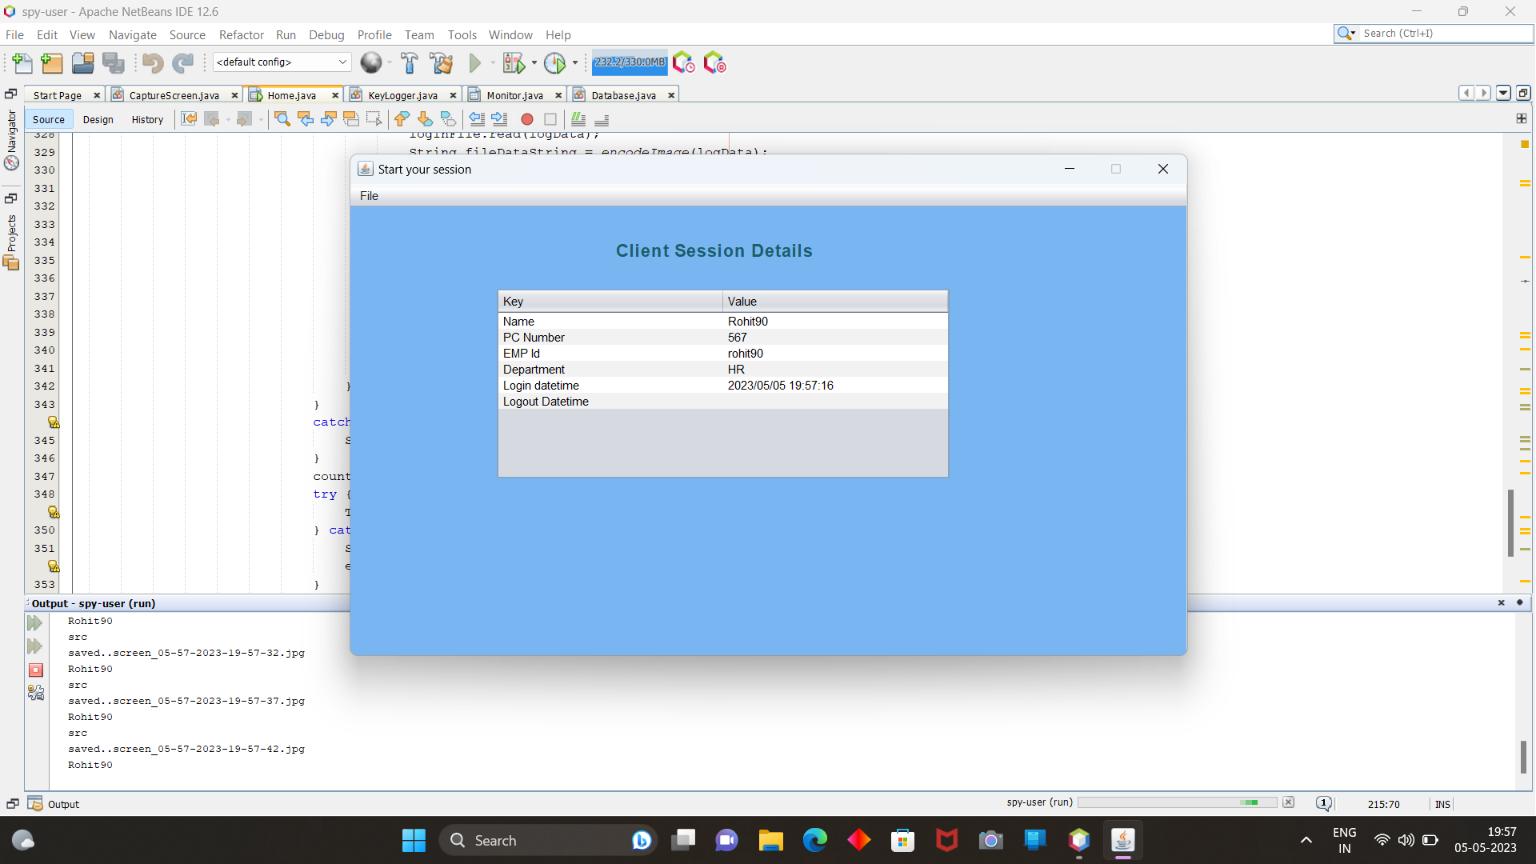 spy-user - Apache NetBeans IDE 12.6
File Edit View Navigate Source Refactor Run Debug Profile Team Tools Window Help
Search (Ctrl+I)
<default config>
232.2/330.0MB
Start Page CaptureScreen.java Home.java KeyLogger.java Monitor.java Database.java
Source Design History
Navigator
Projects
328 loginFile.read(logData);
329 String fileDataString = encodeImage(logData);
330
331
332
333
334
335
336
337
338
339
340
341
342 }
343 }
catch
345 S
346 }
347 count
348 try {
T
350 } cat
351 S
e
353 }
Start your session
File
Client Session Details
Key Value
Name Rohit90
PC Number 567
EMP Id rohit90
Department HR
Login datetime 2023/05/05 19:57:16
Logout Datetime
Output - spy-user (run)
Rohit90
src
saved..screen_05-57-2023-19-57-32.jpg
Rohit90
src
saved..screen_05-57-2023-19-57-37.jpg
Rohit90
src
saved..screen_05-57-2023-19-57-42.jpg
Rohit90
Output
spy-user (run)
1
215:70
INS
Search
ENG
IN
19:57
05-05-2023